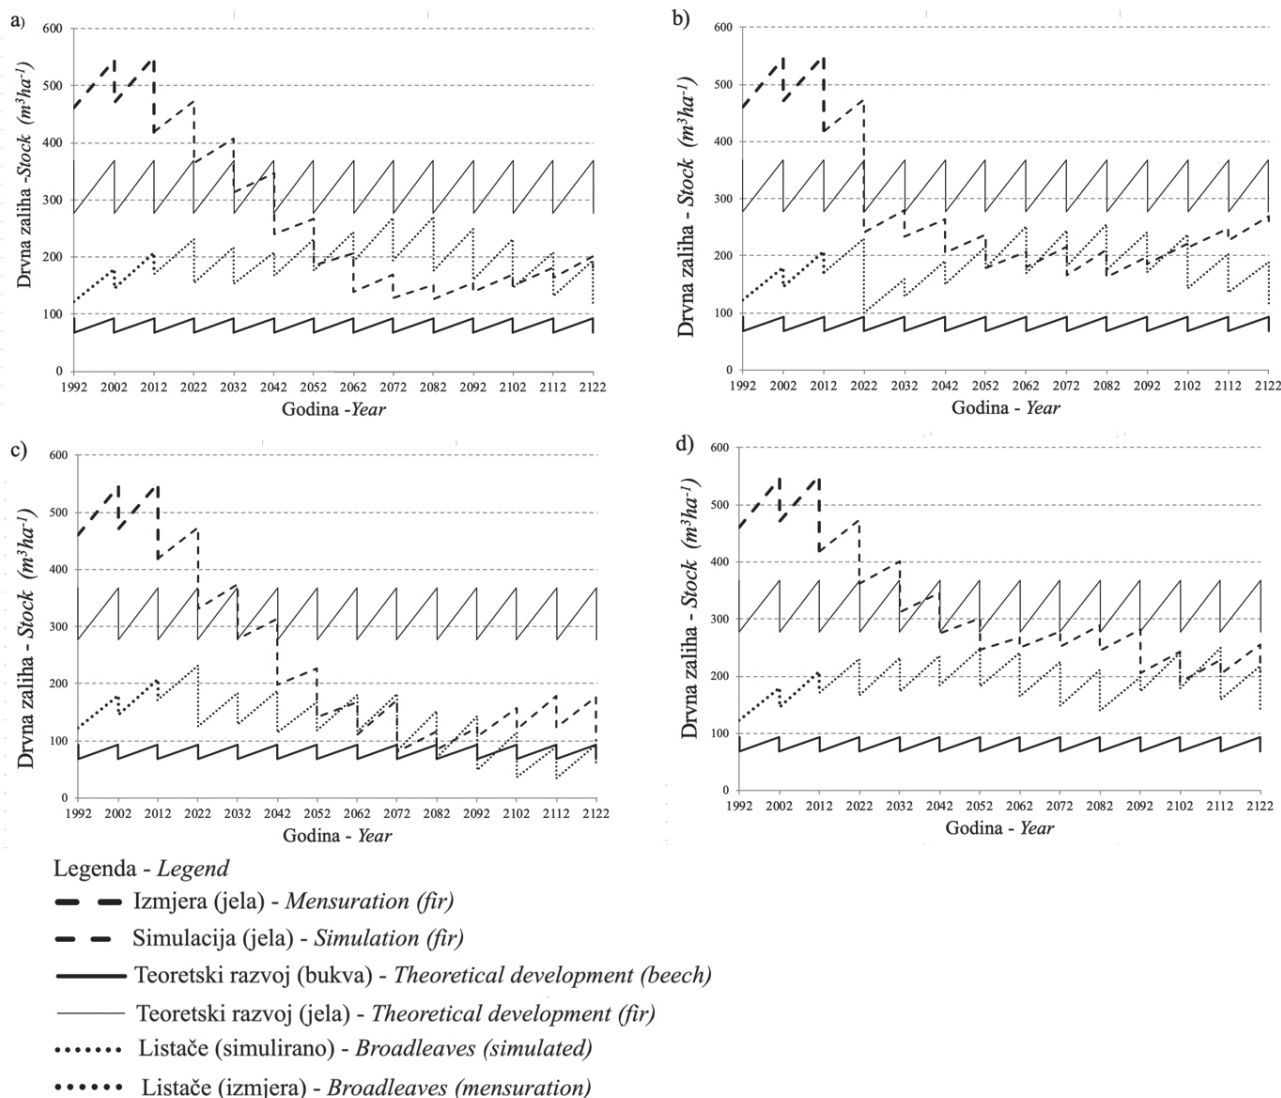 a)
Drvna zaliha -Stock (m³ha⁻¹)
600
500
400
300
200
100
0
1992 2002 2012 2022 2032 2042 2052 2062 2072 2082 2092 2102 2112 2122
Godina -Year
b)
Drvna zaliha - Stock (m³ha⁻¹)
600
500
400
300
200
100
0
1992 2002 2012 2022 2032 2042 2052 2062 2072 2082 2092 2102 2112 2122
Godina - Year
c)
Drvna zaliha - Stock (m³ha⁻¹)
600
500
400
300
200
100
0
1992 2002 2012 2022 2032 2042 2052 2062 2072 2082 2092 2102 2112 2122
Godina - Year
d)
Drvna zaliha - Stock (m³ha⁻¹)
600
500
400
300
200
100
0
1992 2002 2012 2022 2032 2042 2052 2062 2072 2082 2092 2102 2112 2122
Godina - Year
Legenda - Legend
Izmjera (jela) - Mensuration (fir)
Simulacija (jela) - Simulation (fir)
Teoretski razvoj (bukva) - Theoretical development (beech)
Teoretski razvoj (jela) - Theoretical development (fir)
Listače (simulirano) - Broadleaves (simulated)
Listače (izmjera) - Broadleaves (mensuration)